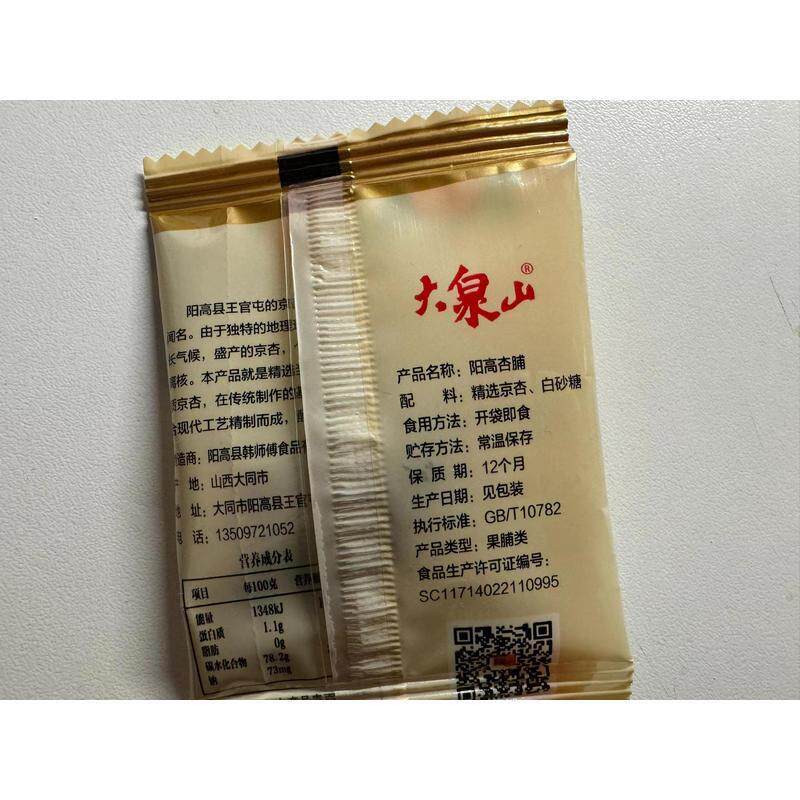 阳高县王官屯的京
闻名。由于独特的地理
长气候，盛产的京杏，
核。本产品就是精选
京杏，在传统制作的
合现代工艺精制而成，
造商：阳高县韩师傅食品
地：山西大同市
址：大同市阳高县王官屯
电 话：13509721052
营养成分表
项目 每100克 营养
能量 1348kJ
蛋白质 1.1g
脂肪 0g
碳水化合物 78.2g
钠 73mg
大泉山®
产品名称：阳高杏脯
配 料：精选京杏、白砂糖
食用方法：开袋即食
贮存方法：常温保存
保 质 期：12个月
生产日期：见包装
执行标准：GB/T10782
产品类型：果脯类
食品生产许可证编号：
SC11714022110995